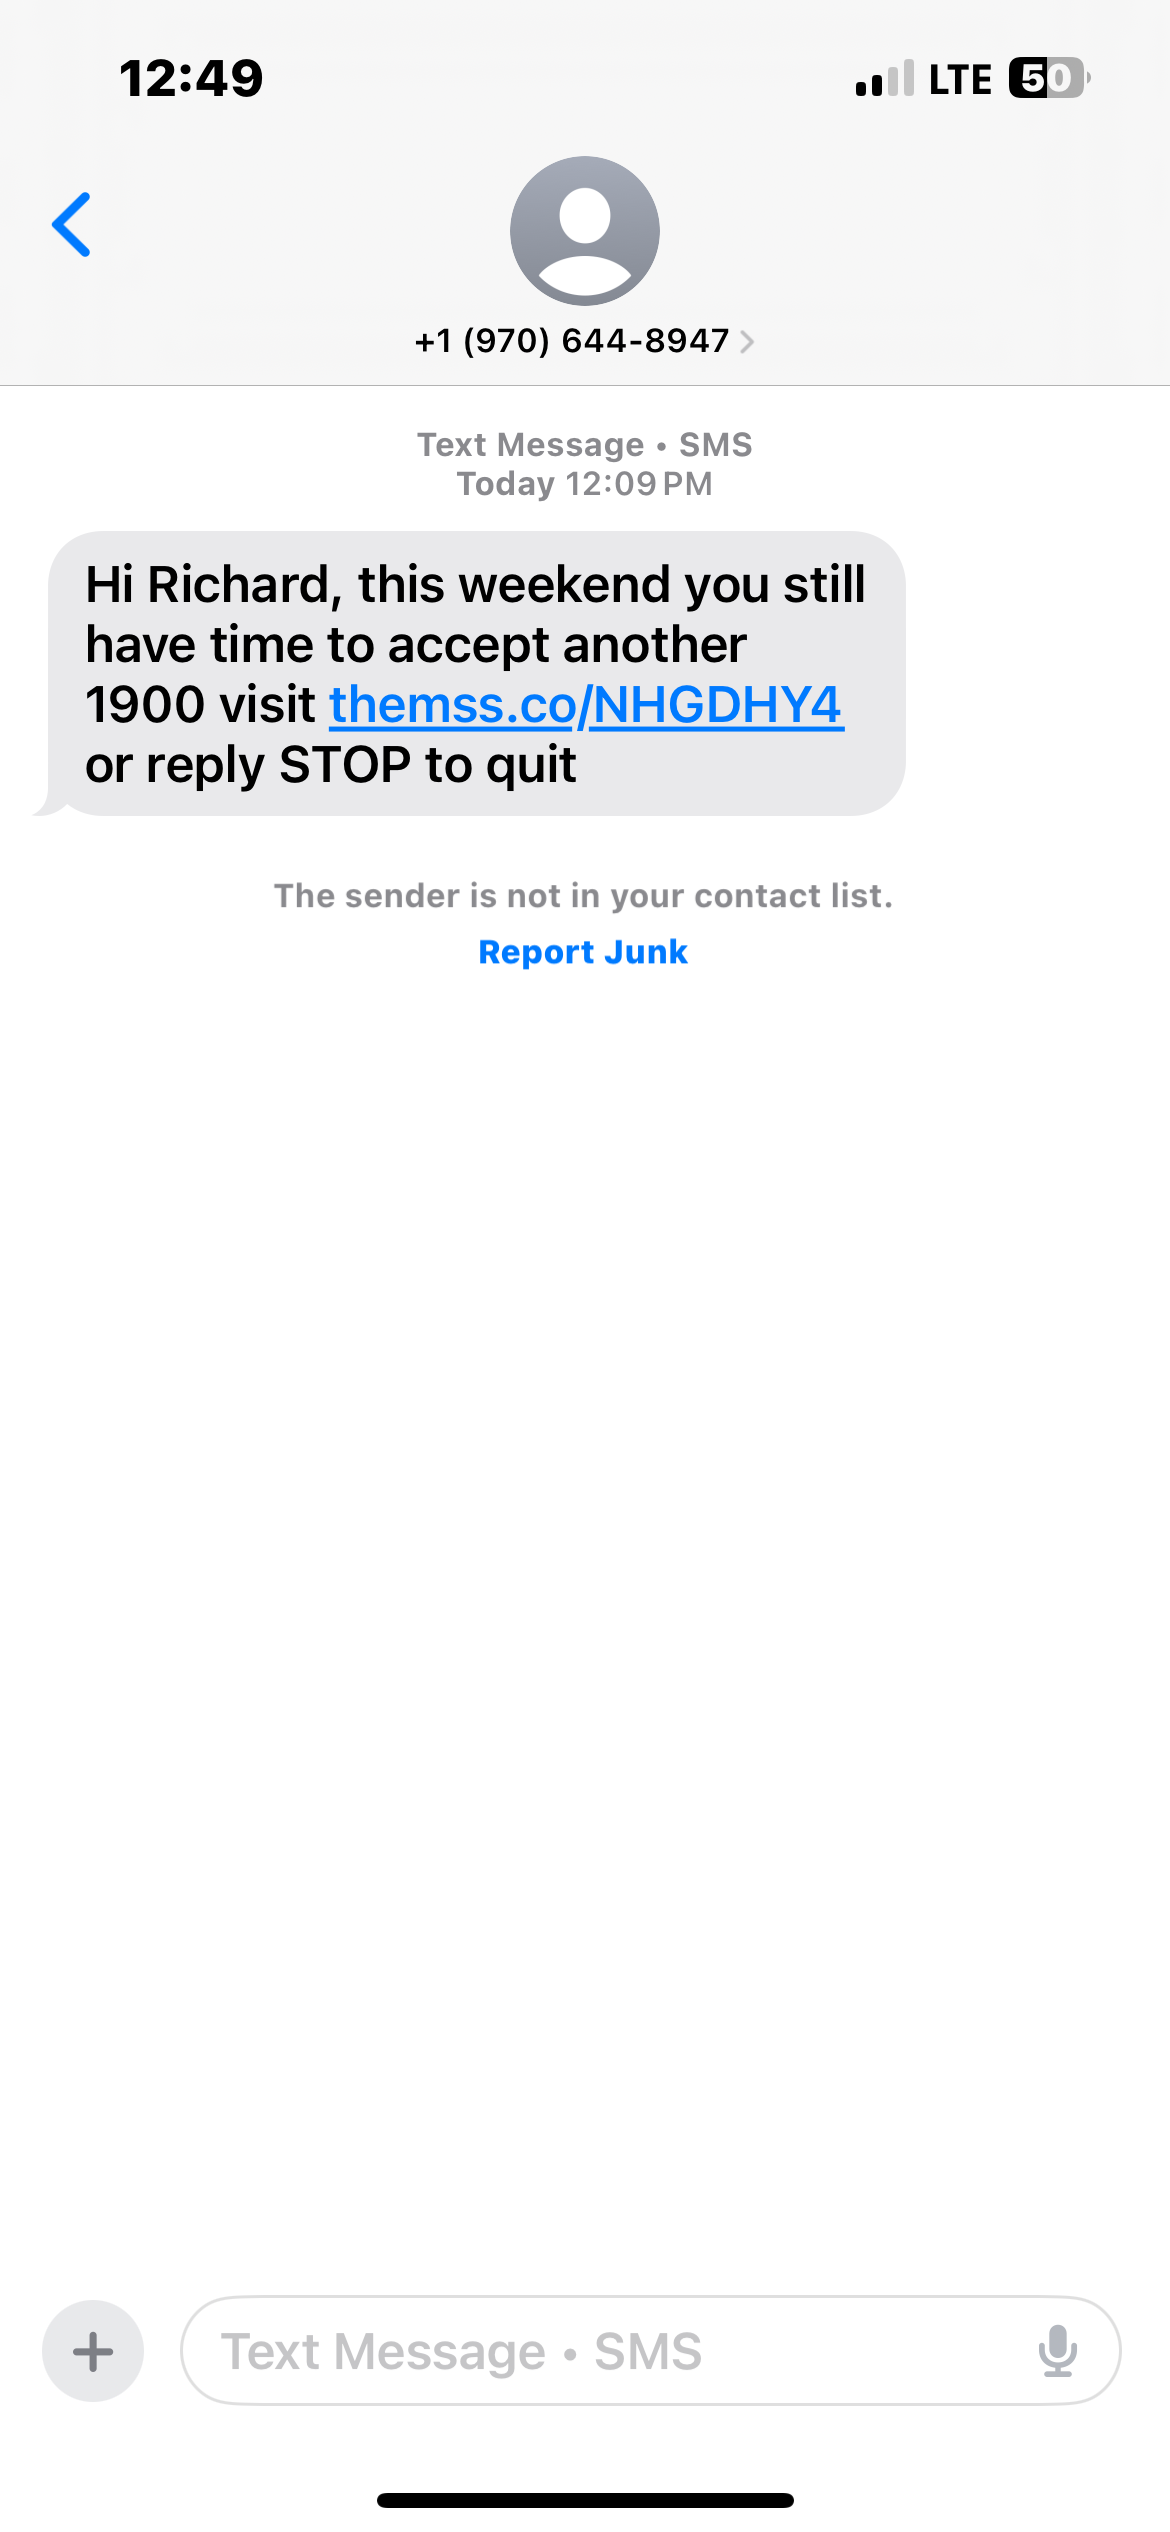 12:49 LTE 50
+1 (970) 644-8947
Text Message • SMS
Today 12:09 PM
Hi Richard, this weekend you still
have time to accept another
1900 visit themss.co/NHGDHY4
or reply STOP to quit
The sender is not in your contact list.
Report Junk
Text Message • SMS